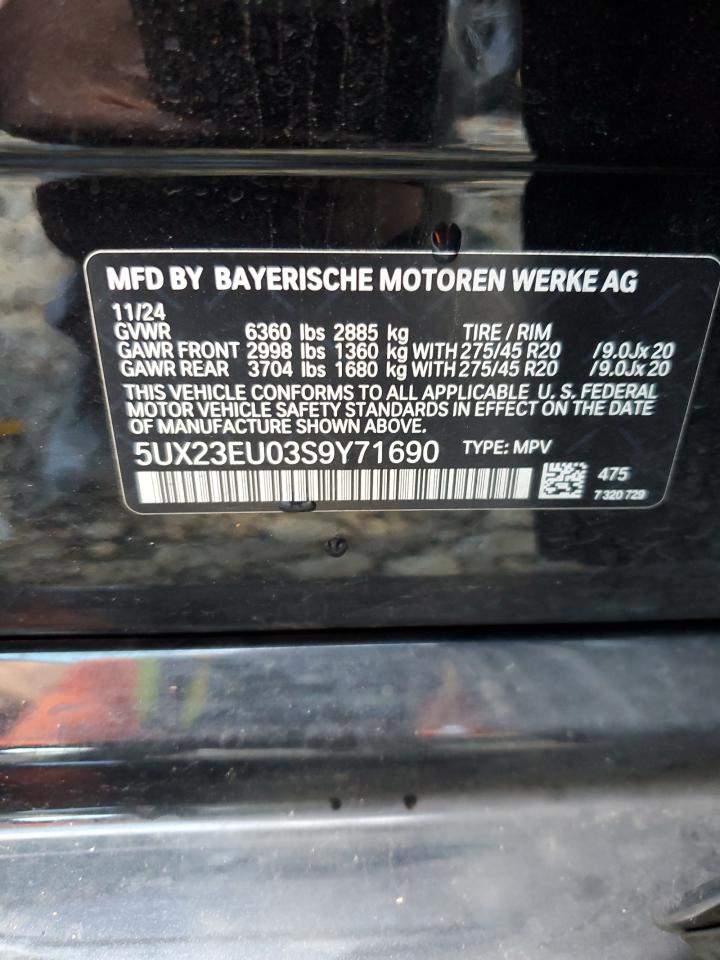 MFD BY BAYERISCHE MOTOREN WERKE AG
11/24
GVWR 6360 lbs 2885 kg TIRE / RIM
GAWR FRONT 2998 lbs 1360 kg WITH 275/45 R20 /9.0Jx20
GAWR REAR 3704 lbs 1680 kg WITH 275/45 R20 /9.0Jx20
THIS VEHICLE CONFORMS TO ALL APPLICABLE U.S. FEDERAL
MOTOR VEHICLE SAFETY STANDARDS IN EFFECT ON THE DATE
OF MANUFACTURE SHOWN ABOVE.
5UX23EU03S9Y71690 TYPE: MPV
475
7 320 729